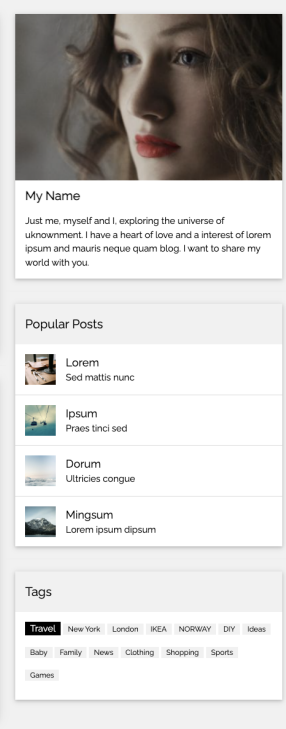 My Name
Just me, myself and I, exploring the universe of
uknownment. I have a heart of love and a interest of lorem
ipsum and mauris neque quam blog. I want to share my
world with you.
Popular Posts
Lorem
Sed mattis nunc
Ipsum
Praes tinci sed
Dorum
Ultricies congue
Mingsum
Lorem ipsum dipsum
Tags
Travel New York London IKEA NORWAY DIY Ideas
Baby Family News Clothing Shopping Sports
Games